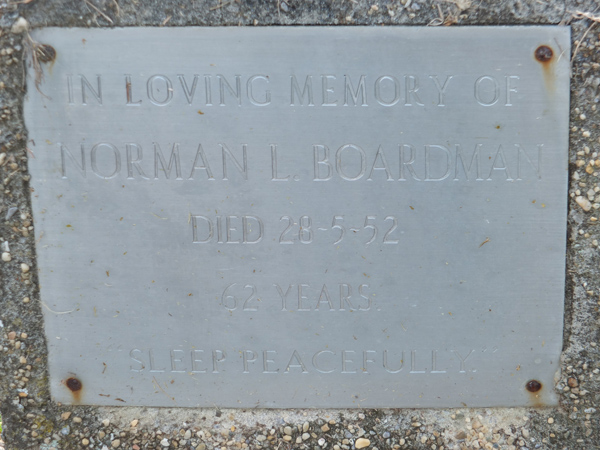 IN LOVING MEMORY OF
NORMAN L. BOARDMAN
DIED 28-5-52
62 YEARS.
"SLEEP PEACEFULLY."